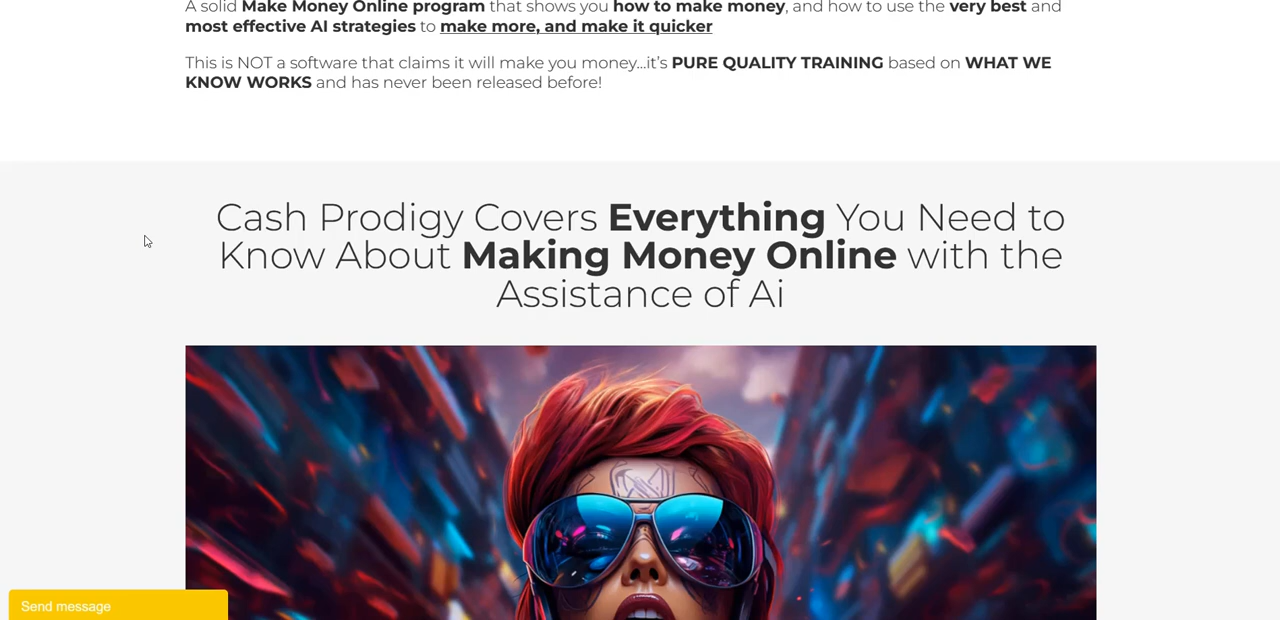 A solid Make Money Online program that shows you how to make money, and how to use the very best and
most effective AI strategies to make more, and make it quicker
This is NOT a software that claims it will make you money...it's PURE QUALITY TRAINING based on WHAT WE
KNOW WORKS and has never been released before!
Cash Prodigy Covers Everything You Need to
Know About Making Money Online with the
Assistance of Ai
Send message